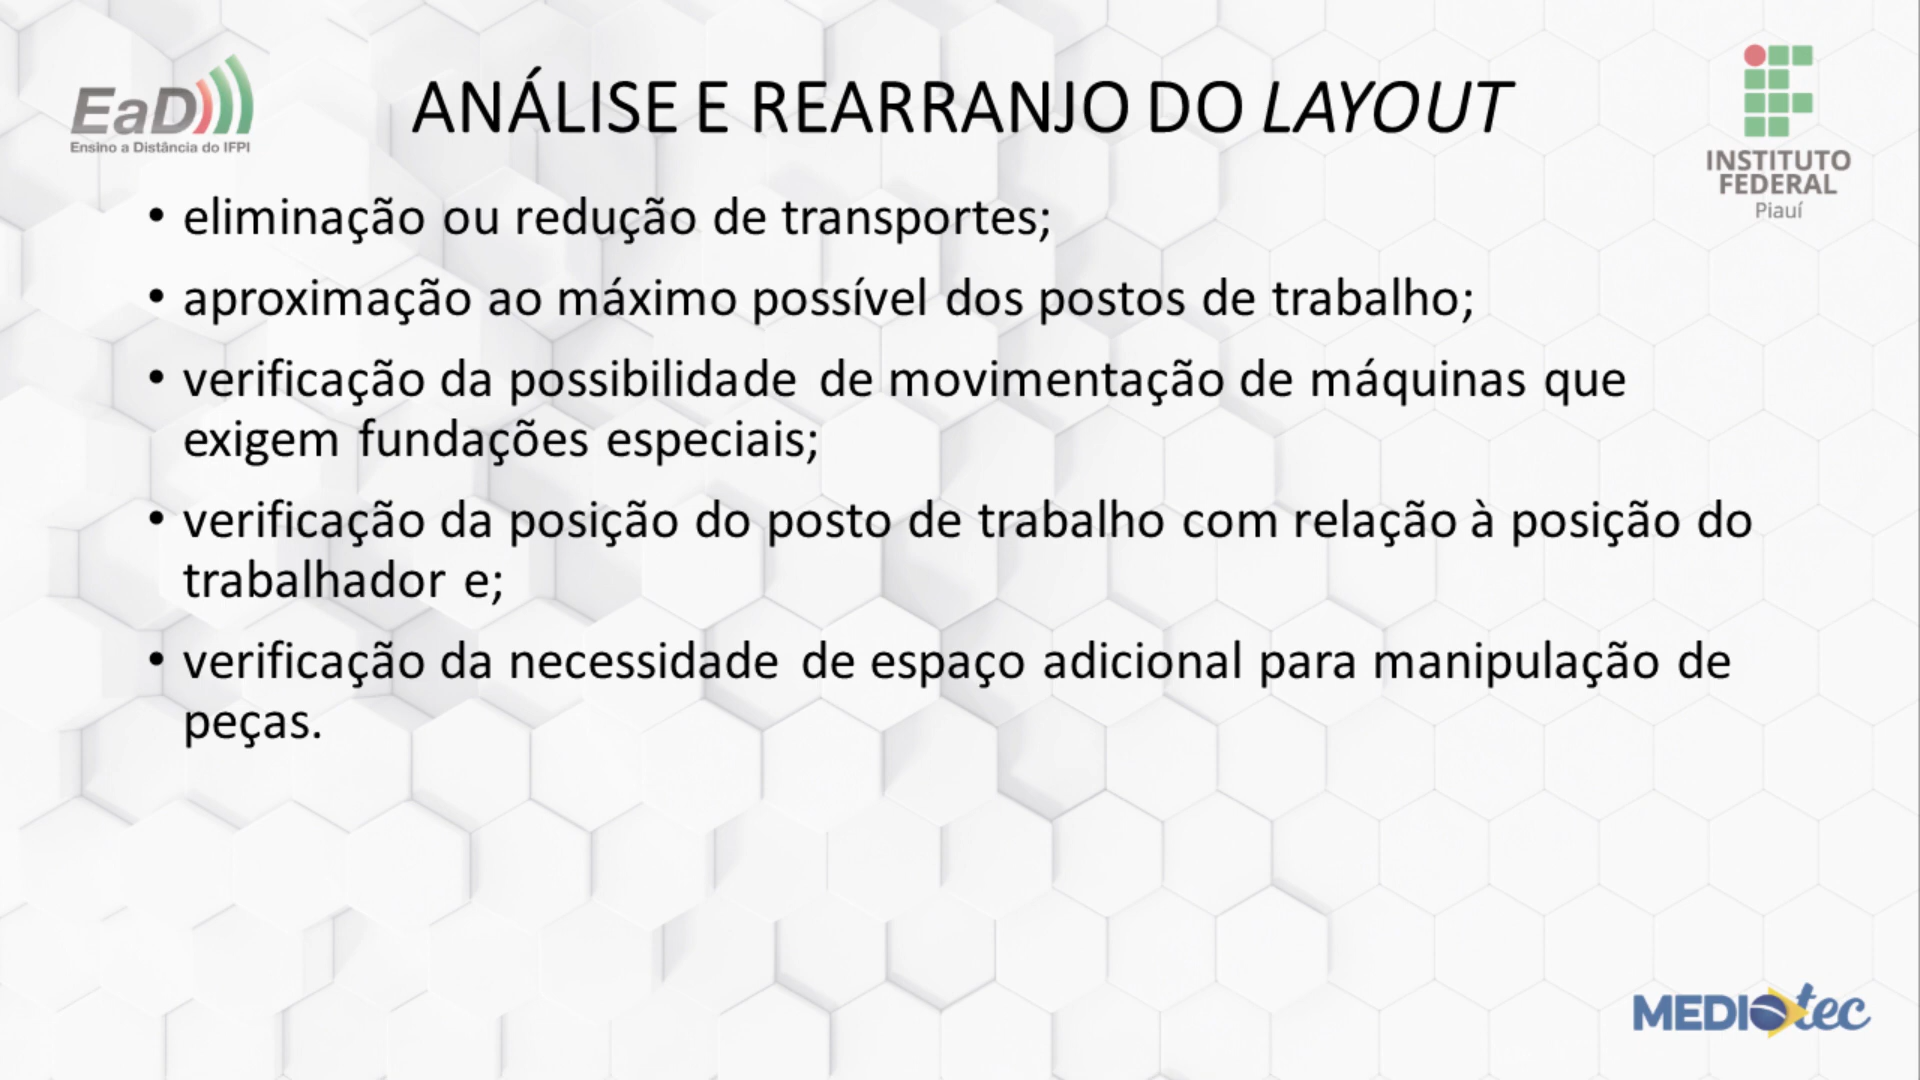 EaD
Ensino a Distância do IFPI
ANÁLISE E REARRANJO DO LAYOUT
INSTITUTO
FEDERAL
Piauí
• eliminação ou redução de transportes;
• aproximação ao máximo possível dos postos de trabalho;
• verificação da possibilidade de movimentação de máquinas que
exigem fundações especiais;
• verificação da posição do posto de trabalho com relação à posição do
trabalhador e;
• verificação da necessidade de espaço adicional para manipulação de
peças.
MEDIOtec